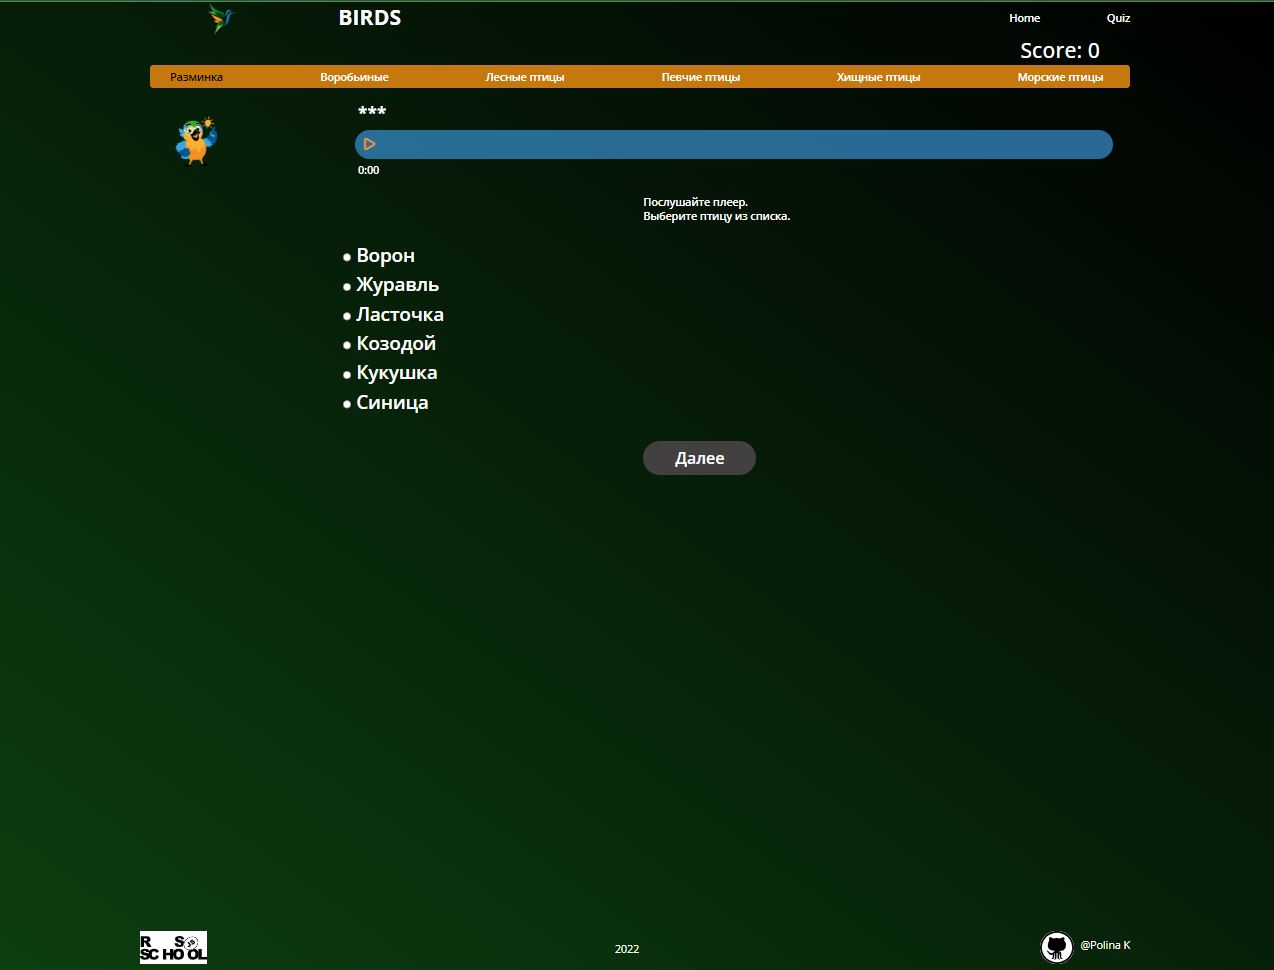 BIRDS
Home
Quiz
Score: 0
Разминка
Воробьиные
Лесные птицы
Певчие птицы
Хищные птицы
Морские птицы
***
0:00
Послушайте плеер.
Выберите птицу из списка.
Ворон
Журавль
Ласточка
Козодой
Кукушка
Синица
Далее
R S
SCHOOL
2022
@Polina K